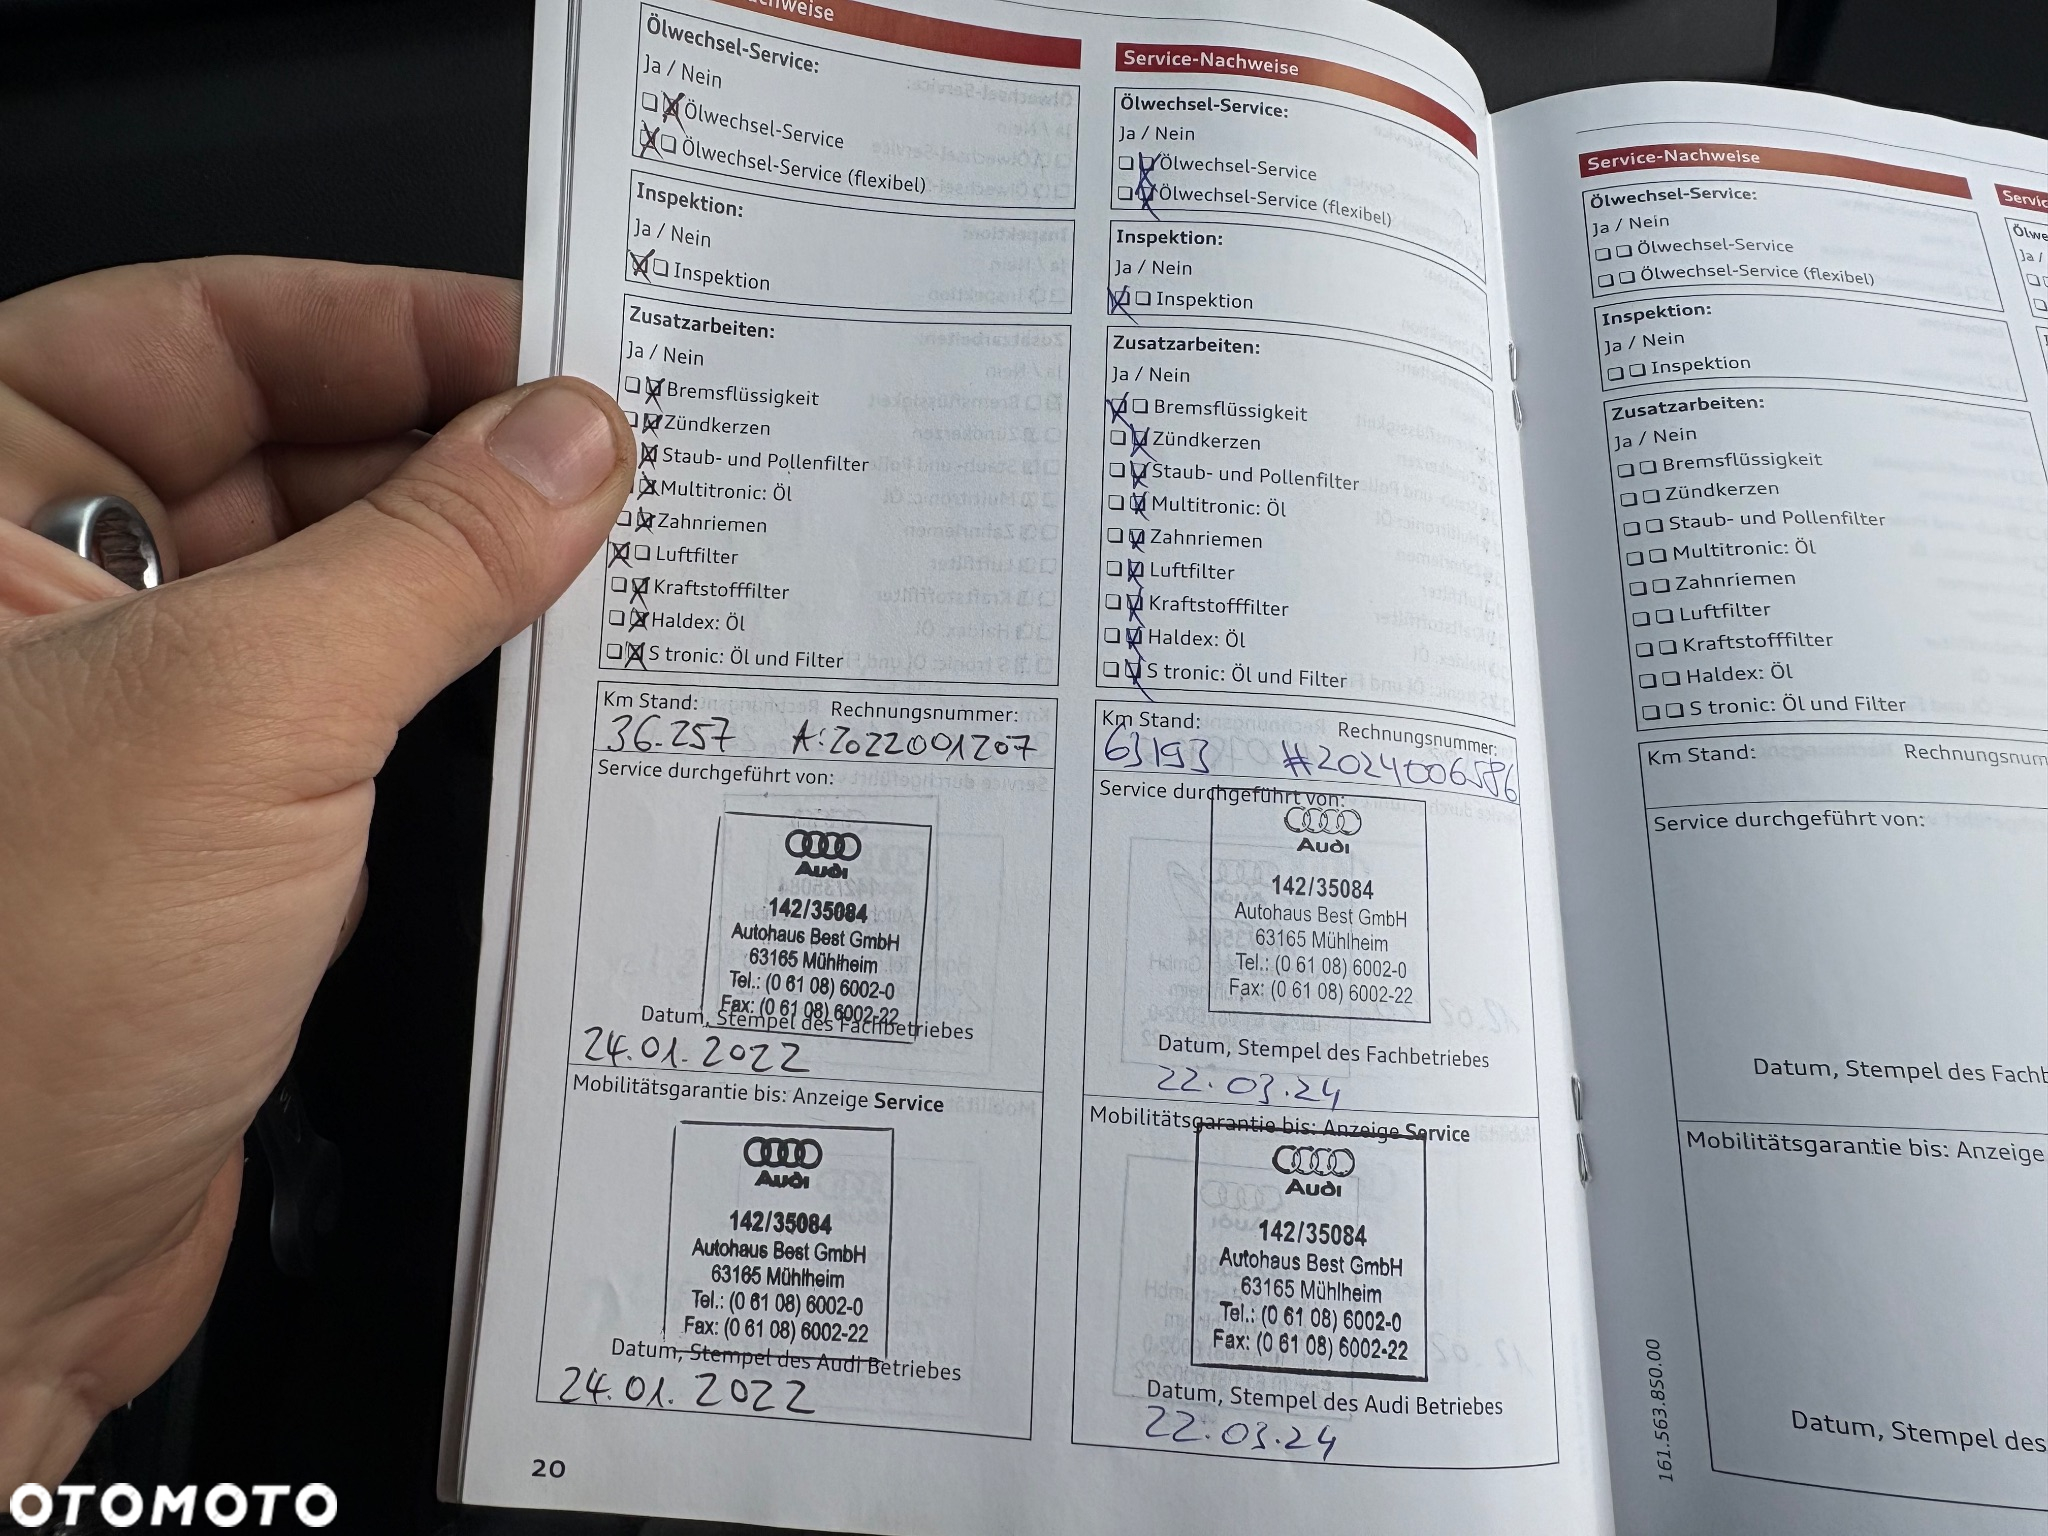 Ölwechsel-Service:
Ja / Nein
Ölwechsel-Service
Ölwechsel-Service (flexibel)
Inspektion:
Ja / Nein
Inspektion
Zusatzarbeiten:
Ja / Nein
Bremsflüssigkeit
Zündkerzen
Staub- und Pollenfilter
Multitronic: Öl
Zahnriemen
Luftfilter
Kraftstofffilter
Haldex: Öl
S tronic: Öl und Filter
Km Stand: Rechnungsnummer:
36.257 A:2022001207
Service durchgeführt von:
Audi
142/35084
Autohaus Best GmbH
63165 Mühlheim
Tel.: (0 61 08) 6002-0
Fax: (0 61 08) 6002-22
Datum, Stempel des Fachbetriebes
24.01.2022
Mobilitätsgarantie bis: Anzeige Service
Audi
142/35084
Autohaus Best GmbH
63165 Mühlheim
Tel.: (0 61 08) 6002-0
Fax: (0 61 08) 6002-22
Datum, Stempel des Audi Betriebes
24.01.2022
20
Service-Nachweise
Ölwechsel-Service:
Ja / Nein
Ölwechsel-Service
Ölwechsel-Service (flexibel)
Inspektion:
Ja / Nein
Inspektion
Zusatzarbeiten:
Ja / Nein
Bremsflüssigkeit
Zündkerzen
Staub- und Pollenfilter
Multitronic: Öl
Zahnriemen
Luftfilter
Kraftstofffilter
Haldex: Öl
S tronic: Öl und Filter
Km Stand: Rechnungsnummer:
63193 #2024006586
Service durchgeführt von:
Audi
142/35084
Autohaus Best GmbH
63165 Mühlheim
Tel.: (0 61 08) 6002-0
Fax: (0 61 08) 6002-22
Datum, Stempel des Fachbetriebes
22.03.24
Mobilitätsgarantie bis: Anzeige Service
Audi
142/35084
Autohaus Best GmbH
63165 Mühlheim
Tel.: (0 61 08) 6002-0
Fax: (0 61 08) 6002-22
Datum, Stempel des Audi Betriebes
22.03.24
Service-Nachweise
Ölwechsel-Service:
Ja / Nein
Ölwechsel-Service
Ölwechsel-Service (flexibel)
Inspektion:
Ja / Nein
Inspektion
Zusatzarbeiten:
Ja / Nein
Bremsflüssigkeit
Zündkerzen
Staub- und Pollenfilter
Multitronic: Öl
Zahnriemen
Luftfilter
Kraftstofffilter
Haldex: Öl
S tronic: Öl und Filter
Km Stand: Rechnungsnum
Service durchgeführt von:
Datum, Stempel des Fach
Mobilitätsgarantie bis: Anzeige
Datum, Stempel des
161.563.850.00
OTOMOTO